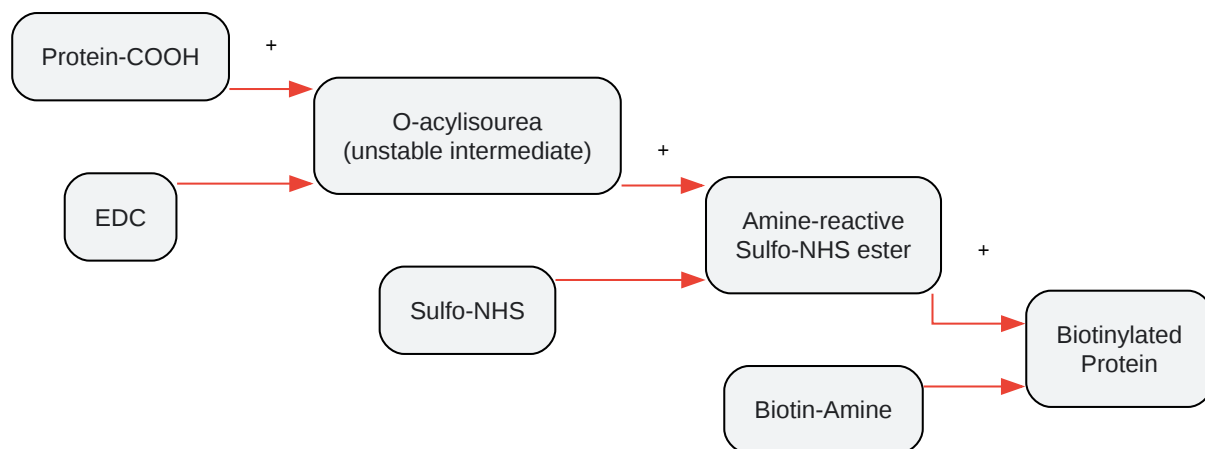 Protein-COOH
+
O-acylisourea
(unstable intermediate)
+
EDC
Amine-reactive
Sulfo-NHS ester
+
Sulfo-NHS
Biotinylated
Protein
Biotin-Amine